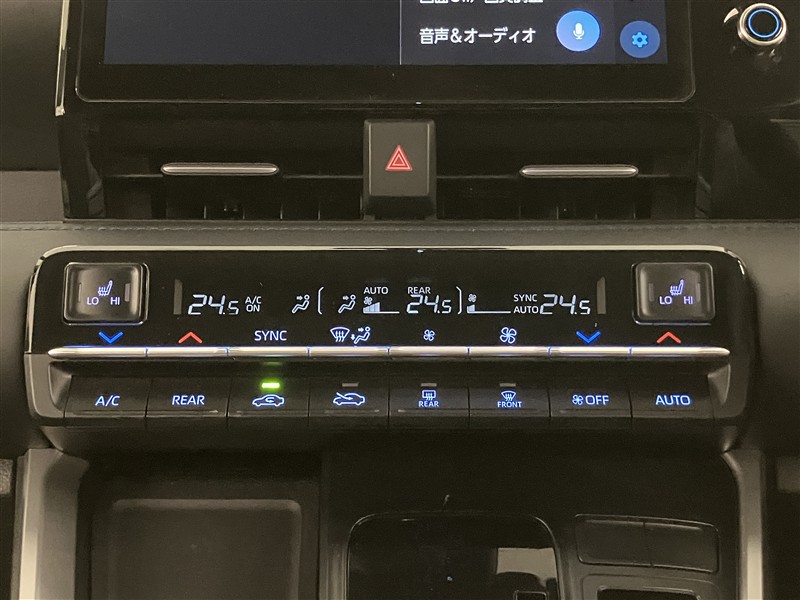 音声&オーディオ
LO HI
24.5 A/C ON
AUTO
REAR
24.5
SYNC
AUTO 24.5
LO HI
SYNC
A/C
REAR
REAR
FRONT
OFF
AUTO